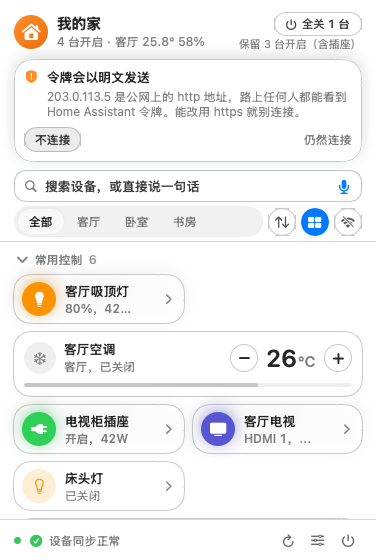 我的家
4 台开启 · 客厅 25.8° 58%
全关 1 台
保留 3 台开启（含插座）
令牌会以明文发送
203.0.113.5 是公网上的 http 地址，路上任何人都能看到
Home Assistant 令牌。能改用 https 就别连接。
不连接
仍然连接
搜索设备，或直接说一句话
全部 客厅 卧室 书房
常用控制 6
客厅吸顶灯
80%，42...
客厅空调
客厅，已关闭
26°C
电视柜插座
开启，42W
客厅电视
HDMI 1，...
床头灯
已关闭
设备同步正常